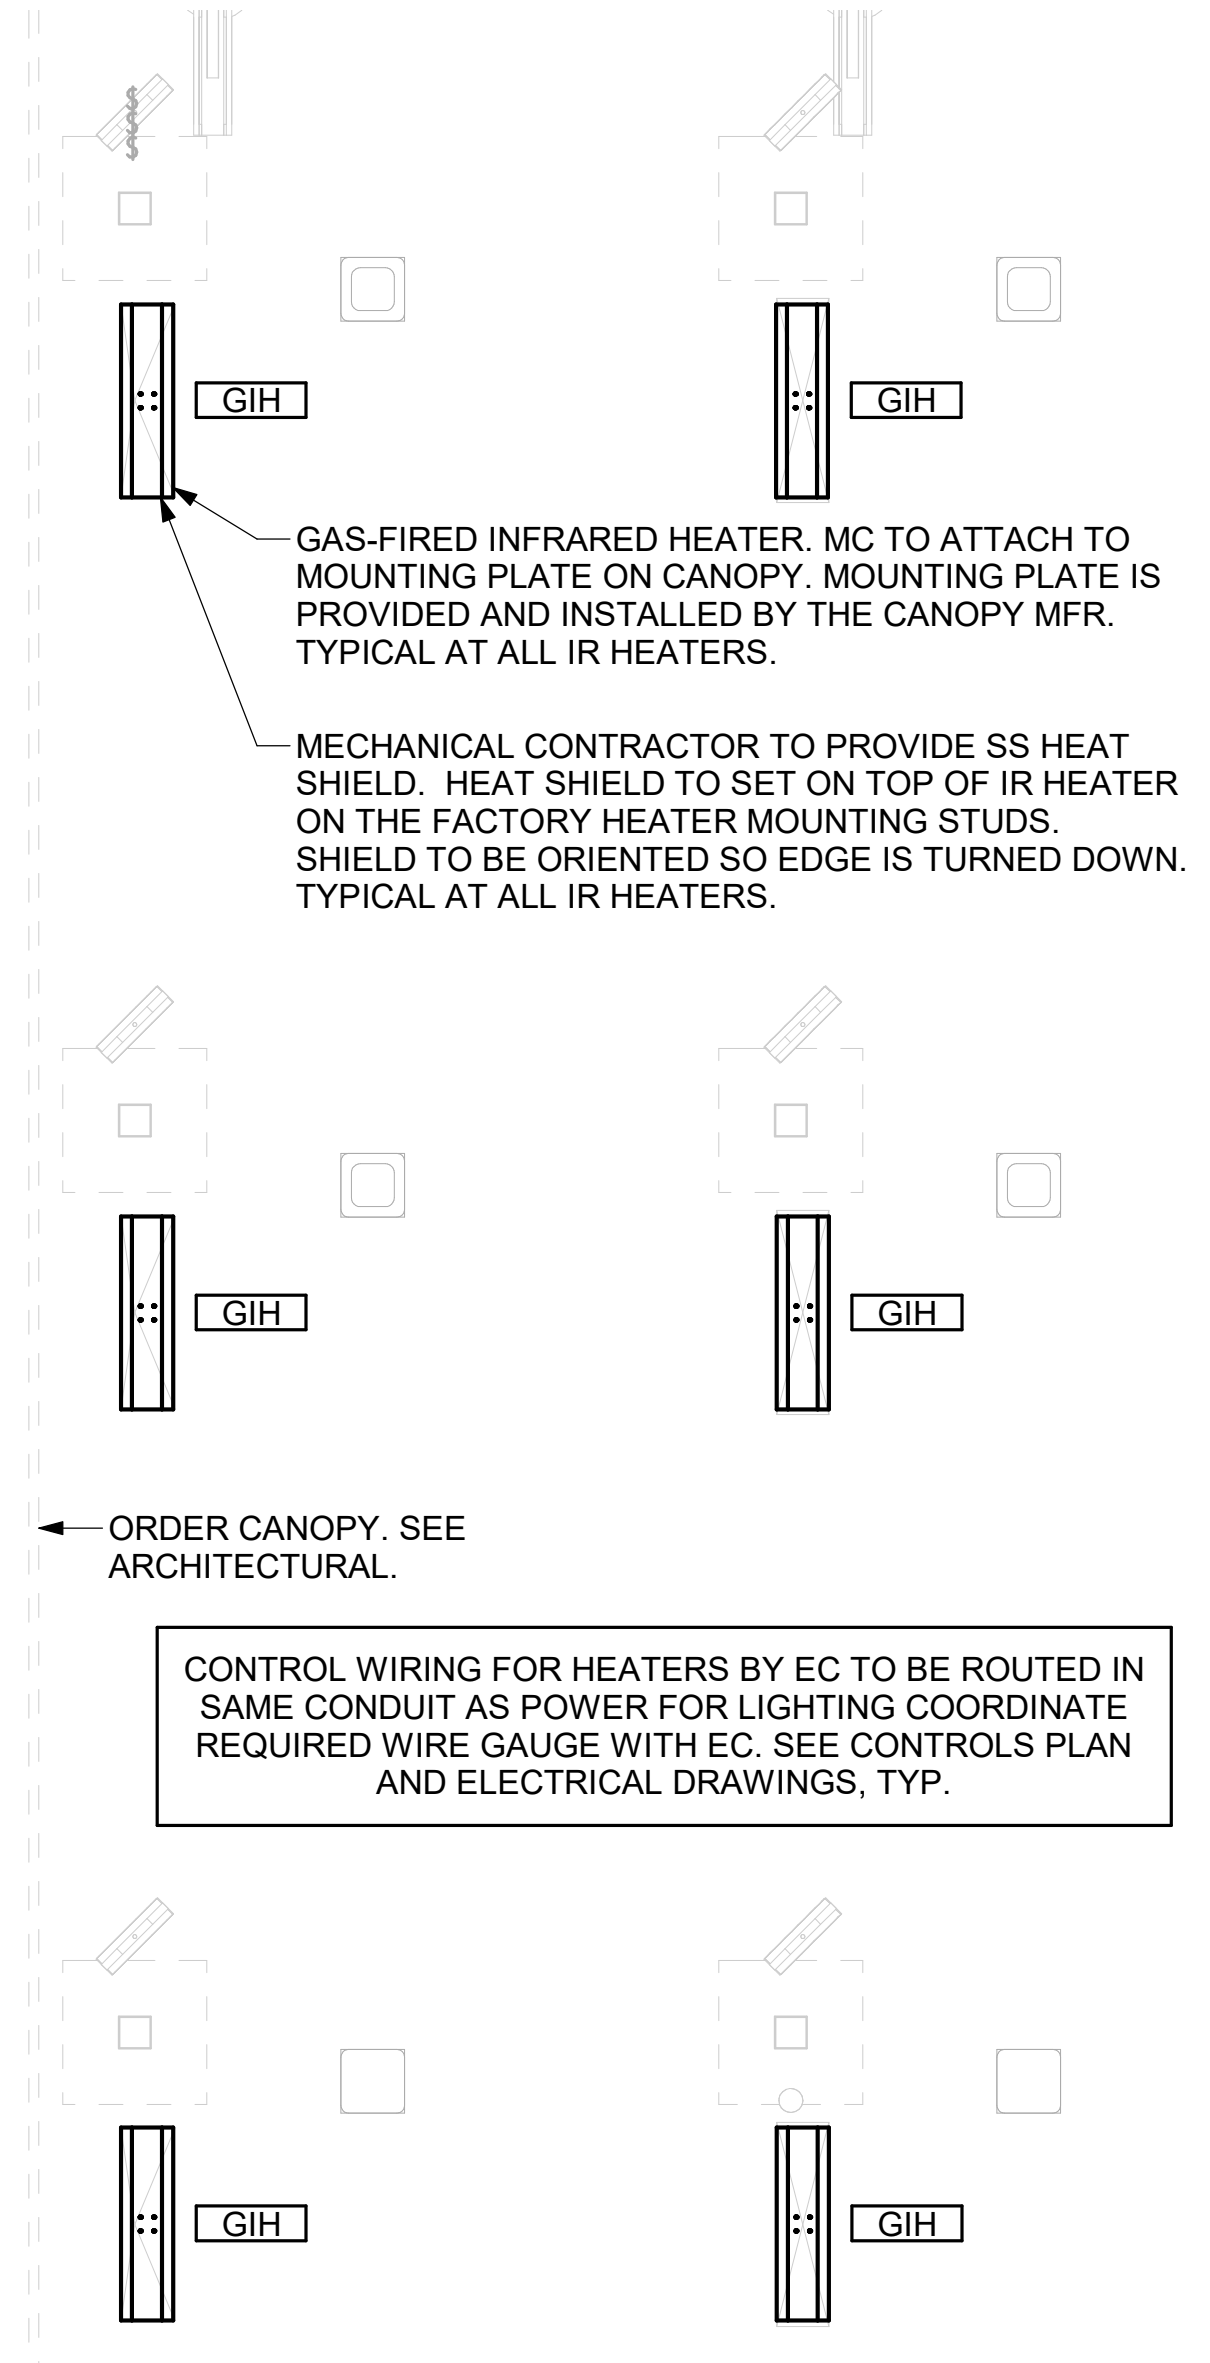 $$$
GIH
GIH
GAS-FIRED INFRARED HEATER. MC TO ATTACH TO
MOUNTING PLATE ON CANOPY. MOUNTING PLATE IS
PROVIDED AND INSTALLED BY THE CANOPY MFR.
TYPICAL AT ALL IR HEATERS.
MECHANICAL CONTRACTOR TO PROVIDE SS HEAT
SHIELD.  HEAT SHIELD TO SET ON TOP OF IR HEATER
ON THE FACTORY HEATER MOUNTING STUDS.
SHIELD TO BE ORIENTED SO EDGE IS TURNED DOWN.
TYPICAL AT ALL IR HEATERS.
GIH
GIH
ORDER CANOPY. SEE
ARCHITECTURAL.
CONTROL WIRING FOR HEATERS BY EC TO BE ROUTED IN
SAME CONDUIT AS POWER FOR LIGHTING COORDINATE
REQUIRED WIRE GAUGE WITH EC. SEE CONTROLS PLAN
AND ELECTRICAL DRAWINGS, TYP.
GIH
GIH